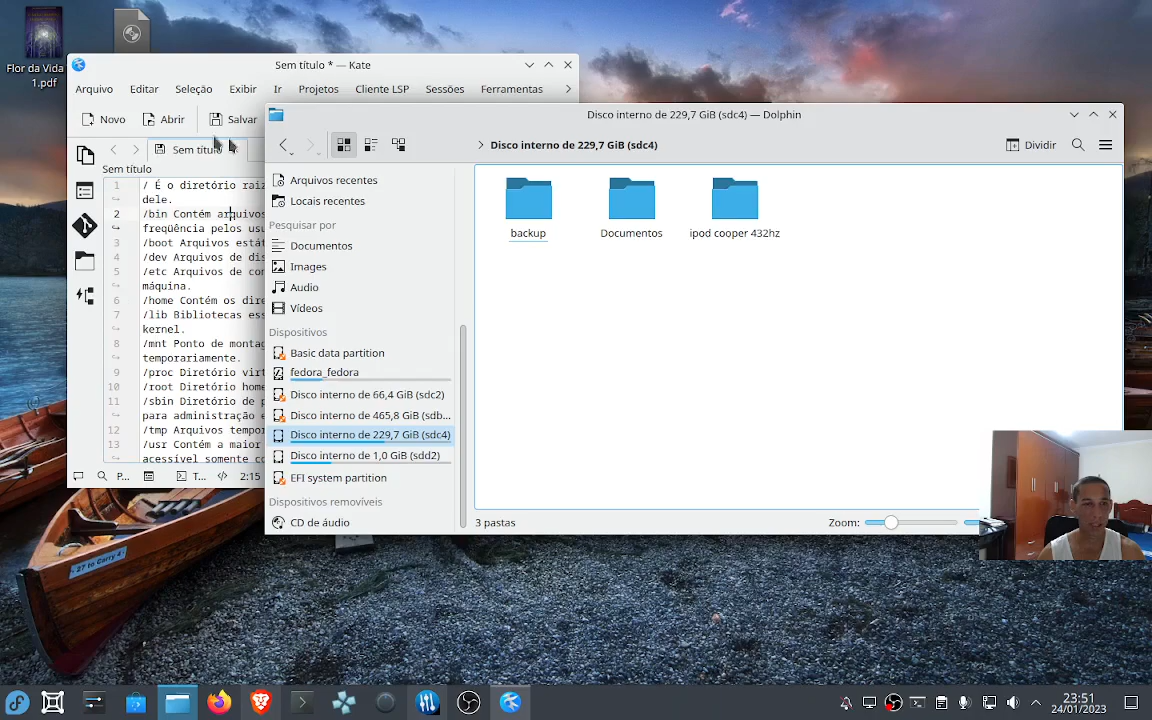 Flor da Vida
1.pdf
Sem título * — Kate
Arquivo Editar Seleção Exibir Ir Projetos Cliente LSP Sessões Ferramentas
Novo Abrir Salvar
Sem título
Sem título
1 / É o diretório raiz
dele.
2 /bin Contém arquivos
freqüência pelos usu
3 /boot Arquivos estát
4 /dev Arquivos de dis
5 /etc Arquivos de con
máquina.
6 /home Contém os dire
7 /lib Bibliotecas ess
kernel.
8 /mnt Ponto de montag
temporariamente.
9 /proc Diretório virt
10 /root Diretório home
11 /sbin Diretório de p
para administração e
12 /tmp Arquivos tempor
13 /usr Contém a maior
acessível somente co
P... T... 2:15
Disco interno de 229,7 GiB (sdc4) — Dolphin
Disco interno de 229,7 GiB (sdc4)
Dividir
Arquivos recentes
Locais recentes
Pesquisar por
Documentos
Images
Audio
Vídeos
Dispositivos
Basic data partition
fedora_fedora
Disco interno de 66,4 GiB (sdc2)
Disco interno de 465,8 GiB (sdb...
Disco interno de 229,7 GiB (sdc4)
Disco interno de 1,0 GiB (sdd2)
EFI system partition
Dispositivos removíveis
CD de áudio
backup
Documentos
ipod cooper 432hz
3 pastas
Zoom:
27 to Carry 4
23:51
24/01/2023